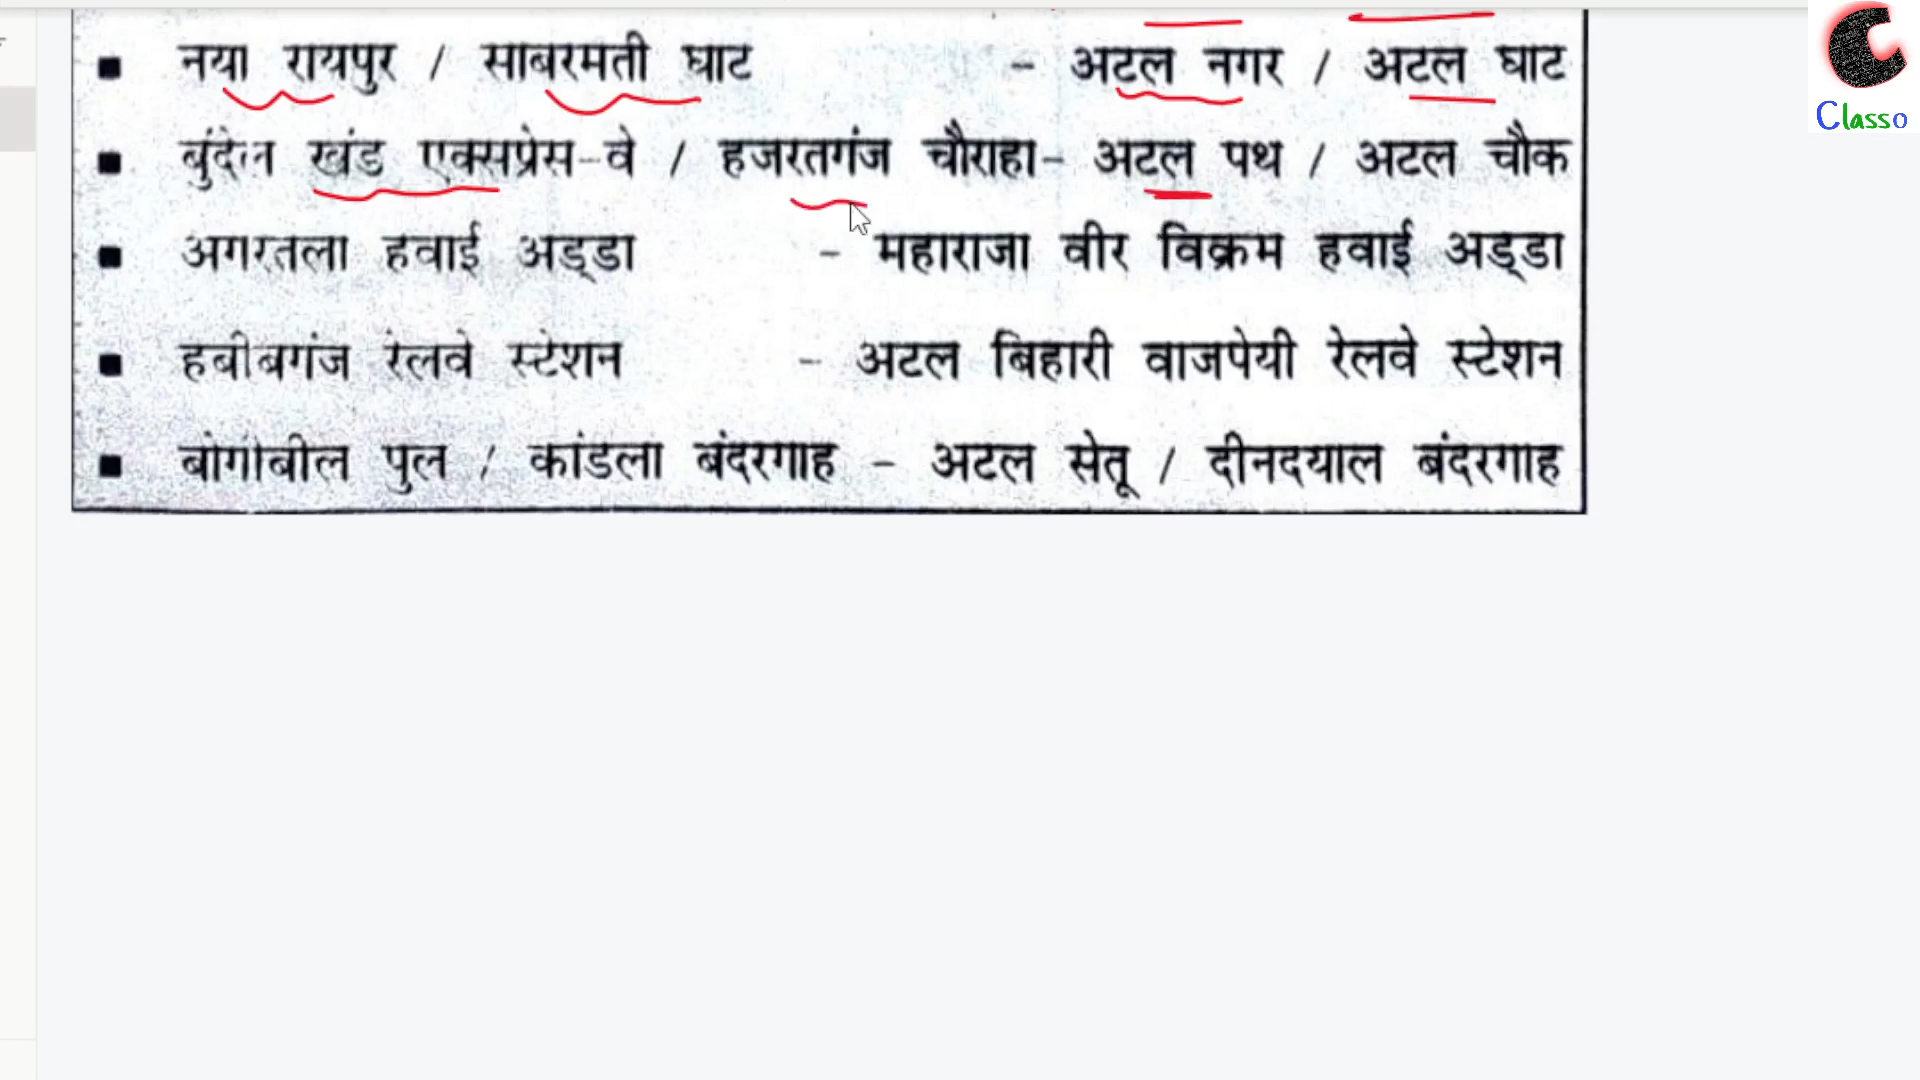 ■ नया रायपुर / साबरमती घाट - अटल नगर / अटल घाट
■ बुंदेल खंड एक्सप्रेस-वे / हजरतगंज चौराहा- अटल पथ / अटल चौक
■ अगरतला हवाई अड्डा - महाराजा वीर विक्रम हवाई अड्डा
■ हबीबगंज रेलवे स्टेशन - अटल बिहारी वाजपेयी रेलवे स्टेशन
■ बोगीबील पुल / कांडला बंदरगाह - अटल सेतू / दीनदयाल बंदरगाह
Classo